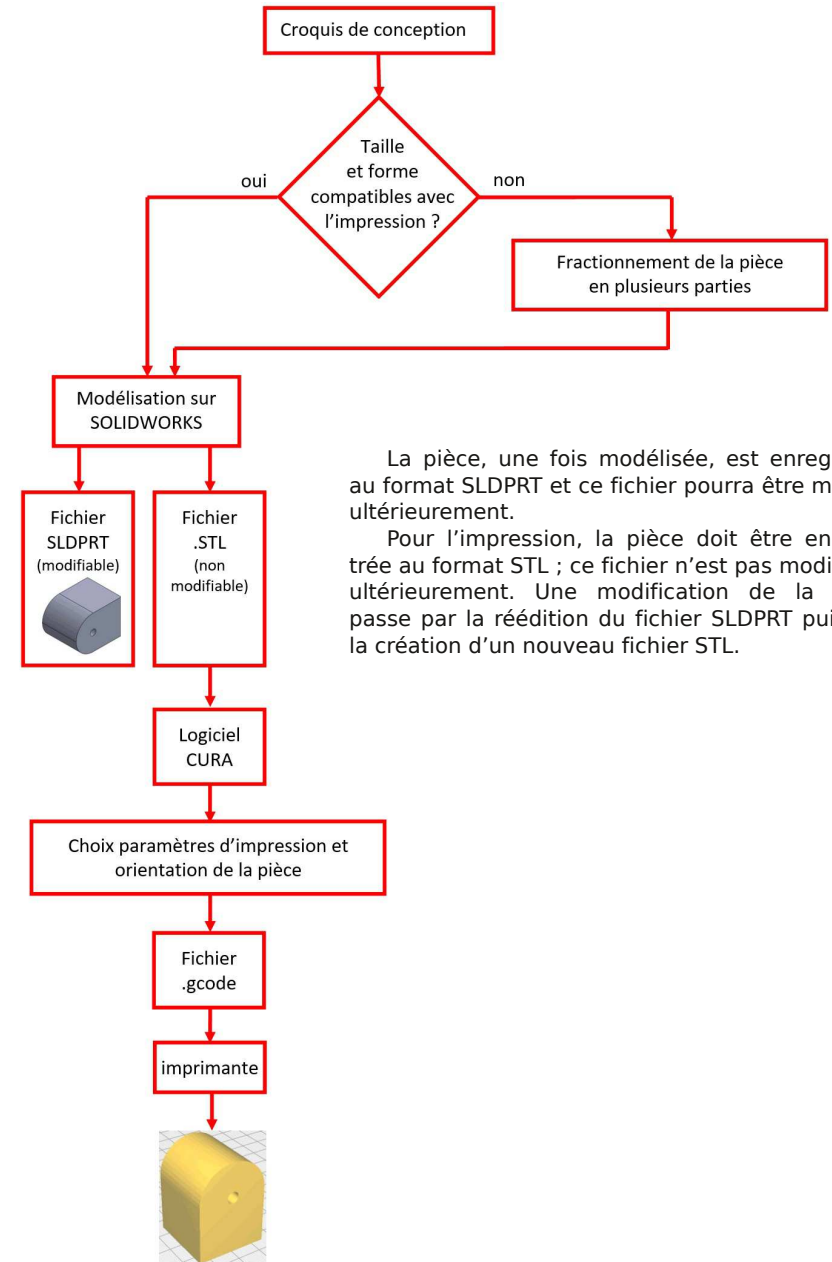 Croquis de conception
Taille
et forme
compatibles avec
l’impression ?
oui
non
Fractionnement de la pièce
en plusieurs parties
Modélisation sur
SOLIDWORKS
Fichier
SLDPRT
(modifiable)
Fichier
.STL
(non
modifiable)
La pièce, une fois modélisée, est
au format SLDPRT et ce fichier pourra être
ultérieurement.
Pour l’impression, la pièce doit être
trée au format STL ; ce fichier n’est pas
ultérieurement. Une modification de la
passe par la réédition du fichier SLDPRT
la création d’un nouveau fichier STL.
Logiciel
CURA
Choix paramètres d’impression et
orientation de la pièce
Fichier
.gcode
imprimante